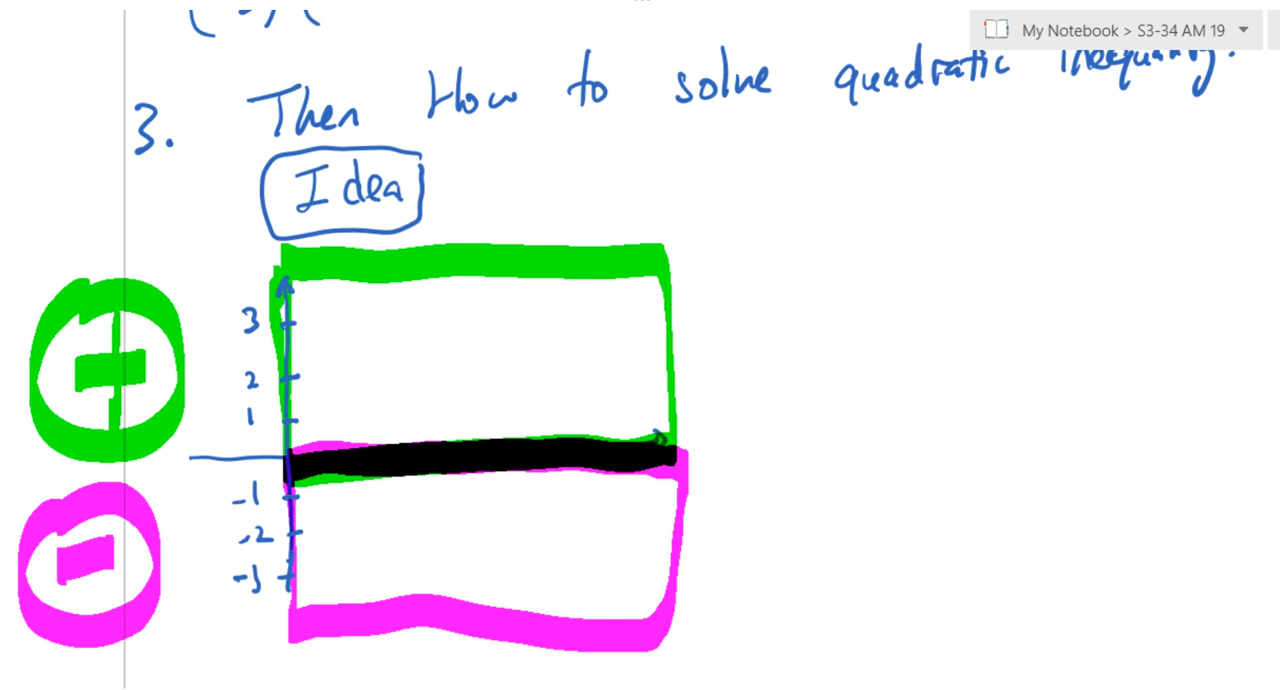 My Notebook > S3-34 AM 19
3. Then How to solve quadratic Inequality.
Idea
3
2
1
-1
-2
-3